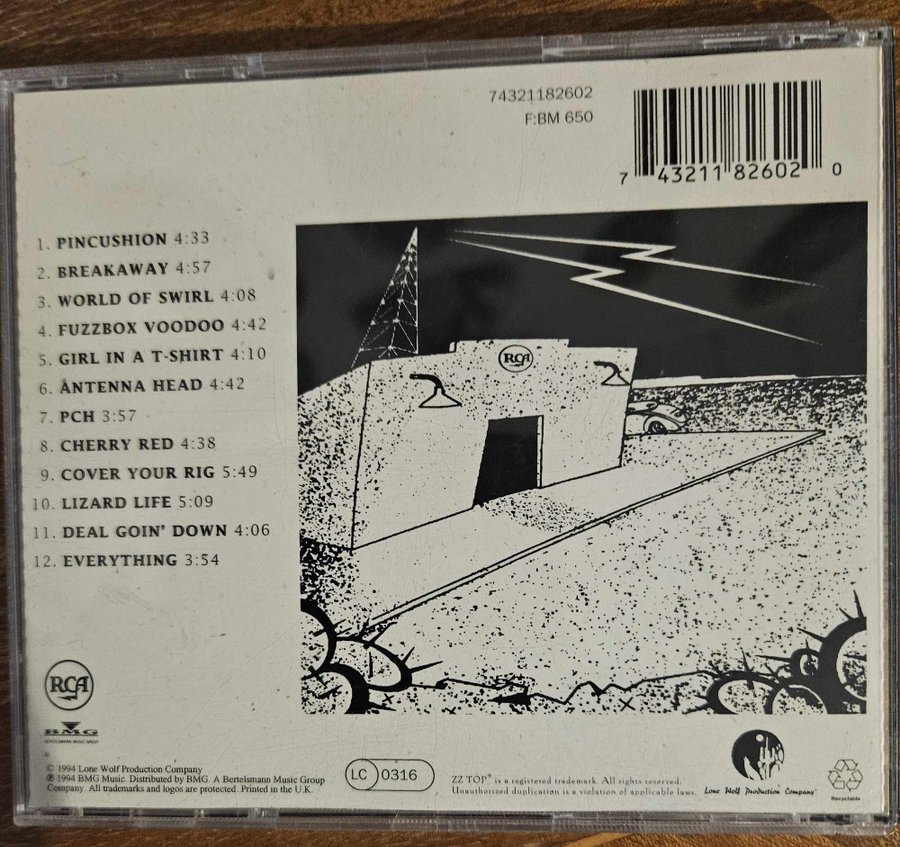 74321182602
F:BM 650
7 43211 82602 0
1. PINCUSHION 4:33
2. BREAKAWAY 4:57
3. WORLD OF SWIRL 4:08
4. FUZZBOX VOODOO 4:42
5. GIRL IN A T-SHIRT 4:10
6. ANTENNA HEAD 4:42
7. PCH 3:57
8. CHERRY RED 4:38
9. COVER YOUR RIG 5:49
10. LIZARD LIFE 5:09
11. DEAL GOIN' DOWN 4:06
12. EVERYTHING 3:54
RCA
RCA
BMG
BERTELSMANN MUSIC GROUP
© 1994 Lone Wolf Production Company
℗ 1994 BMG Music. Distributed by BMG. A Bertelsmann Music Group
Company. All trademarks and logos are protected. Printed in the U.K.
LC 0316
ZZ TOP® is a registered trademark. All rights reserved.
Unauthorized duplication is a violation of applicable laws.
Lone Wolf Production Company
Recyclable